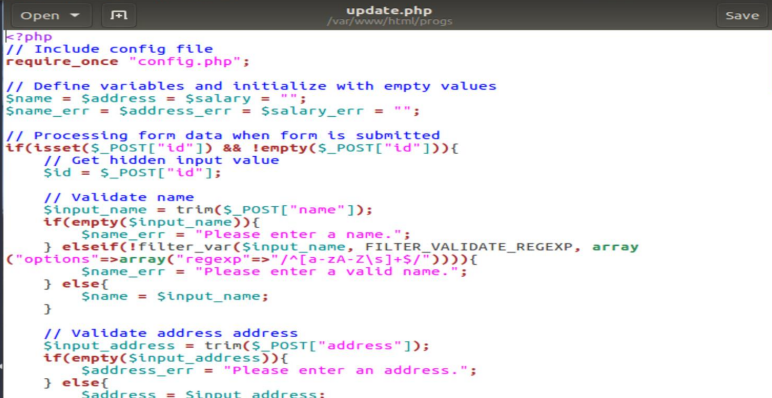 Open
update.php
/var/www/html/progs
Save
<?php
// Include config file
require_once "config.php";

// Define variables and initialize with empty values
$name = $address = $salary = "";
$name_err = $address_err = $salary_err = "";

// Processing form data when form is submitted
if(isset($_POST["id"]) && !empty($_POST["id"])){
    // Get hidden input value
    $id = $_POST["id"];

    // Validate name
    $input_name = trim($_POST["name"]);
    if(empty($input_name)){
        $name_err = "Please enter a name.";
    } elseif(!filter_var($input_name, FILTER_VALIDATE_REGEXP, array
("options"=>array("regexp"=>"/^[a-zA-Z\s]+$/")))){
        $name_err = "Please enter a valid name.";
    } else{
        $name = $input_name;
    }

    // Validate address address
    $input_address = trim($_POST["address"]);
    if(empty($input_address)){
        $address_err = "Please enter an address.";
    } else{
        $address = $input_address;